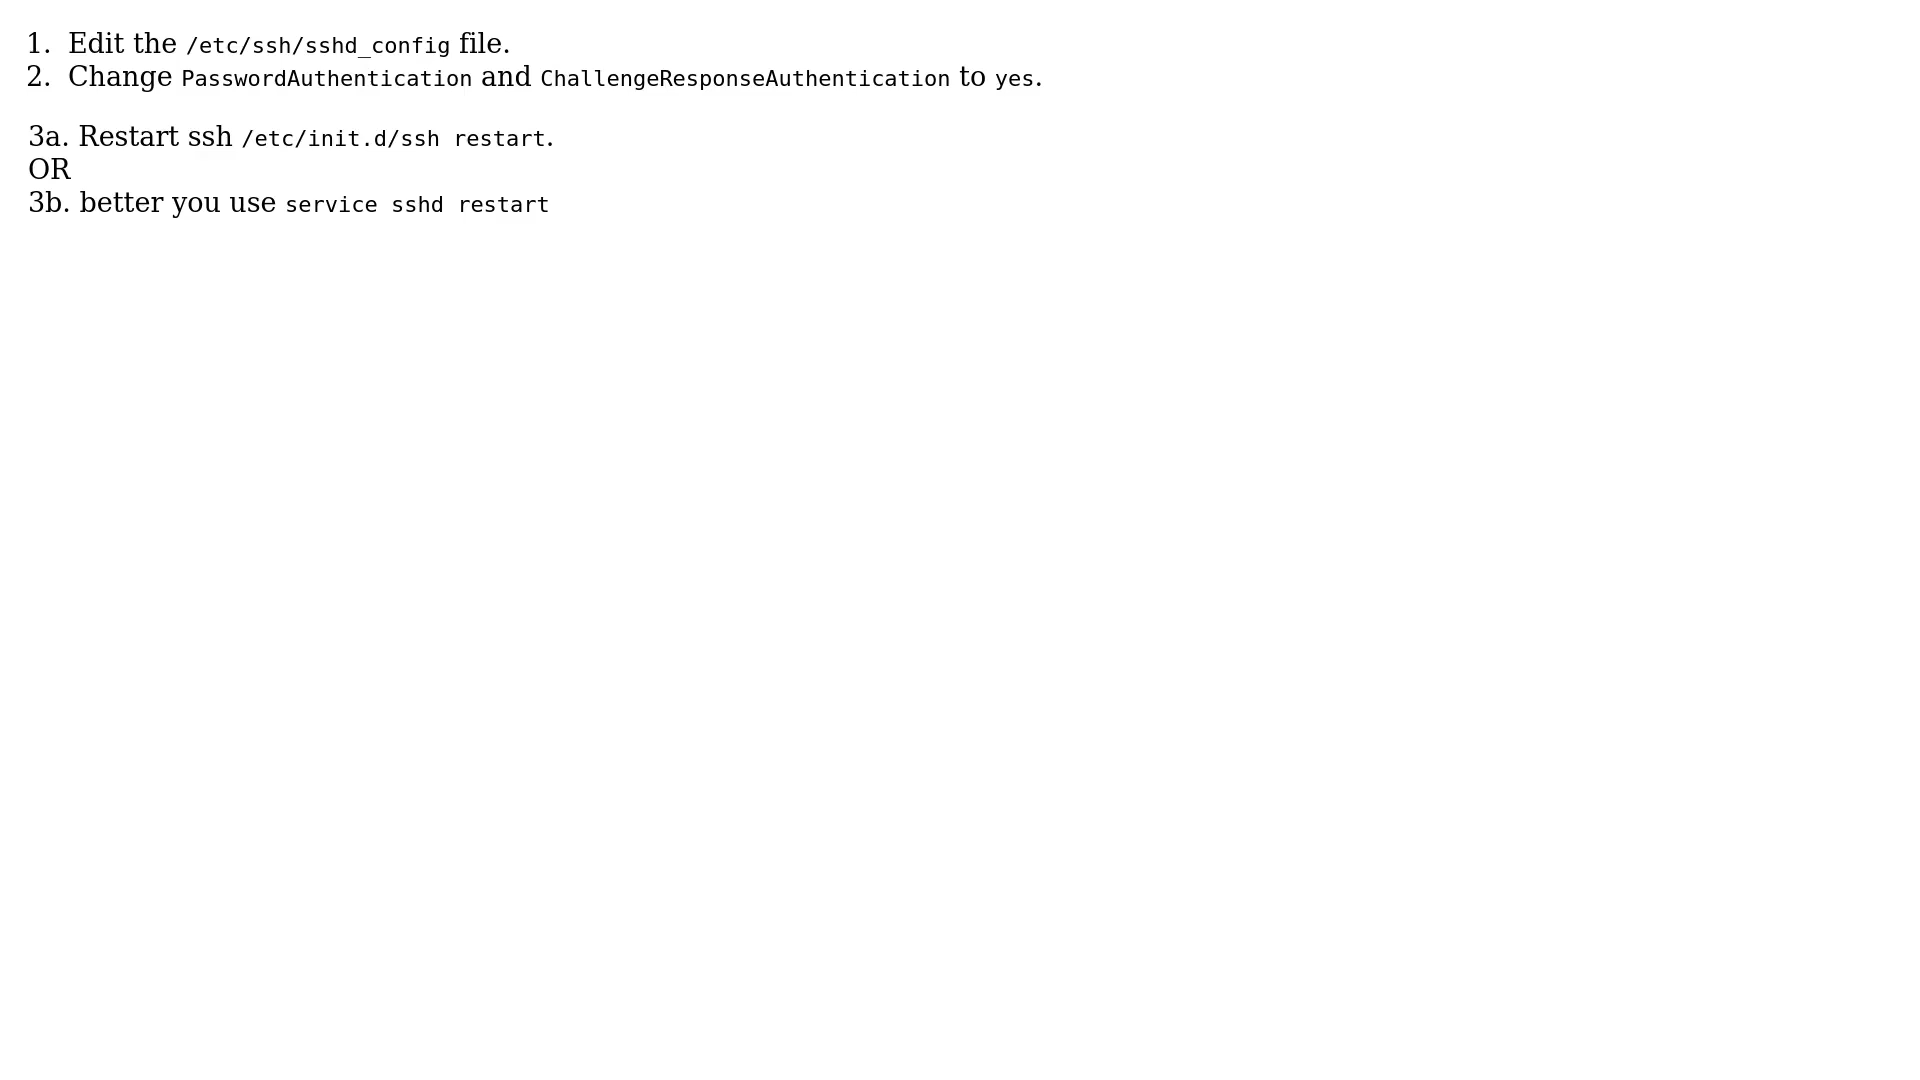 1. Edit the /etc/ssh/sshd_config file.
2. Change PasswordAuthentication and ChallengeResponseAuthentication to yes.
3a. Restart ssh /etc/init.d/ssh restart.
OR
3b. better you use service sshd restart